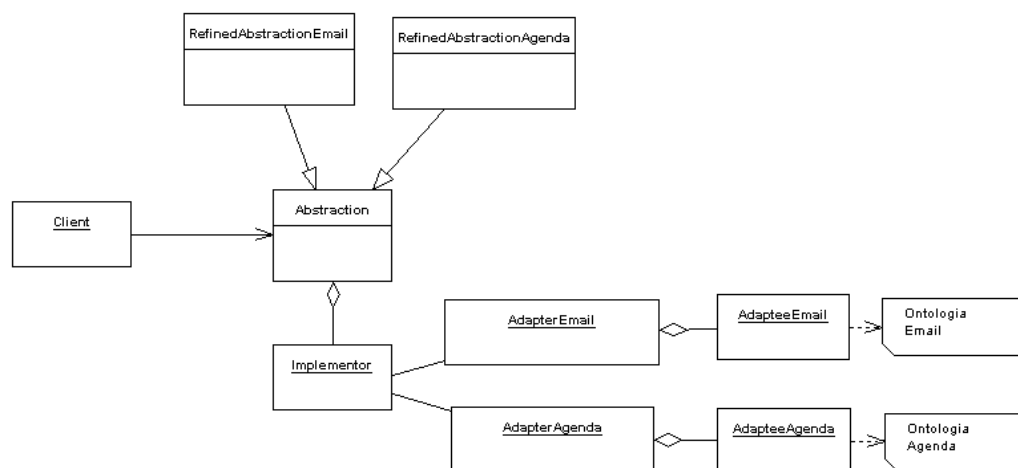 RefinedAbstractionEmail
RefinedAbstractionAgenda
Abstraction
Client
AdapterEmail
AdapteeEmail
Ontologia
Email
Implementor
AdapterAgenda
AdapteeAgenda
Ontologia
Agenda